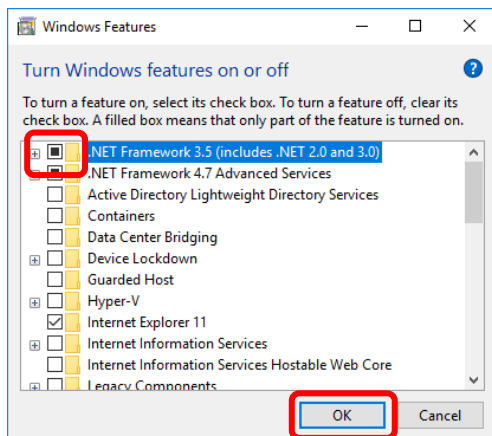 Windows Features
Turn Windows features on or off
To turn a feature on, select its check box. To turn a feature off, clear its
check box. A filled box means that only part of the feature is turned on.
.NET Framework 3.5 (includes .NET 2.0 and 3.0)
.NET Framework 4.7 Advanced Services
Active Directory Lightweight Directory Services
Containers
Data Center Bridging
Device Lockdown
Guarded Host
Hyper-V
Internet Explorer 11
Internet Information Services
Internet Information Services Hostable Web Core
Legacy Components
OK Cancel